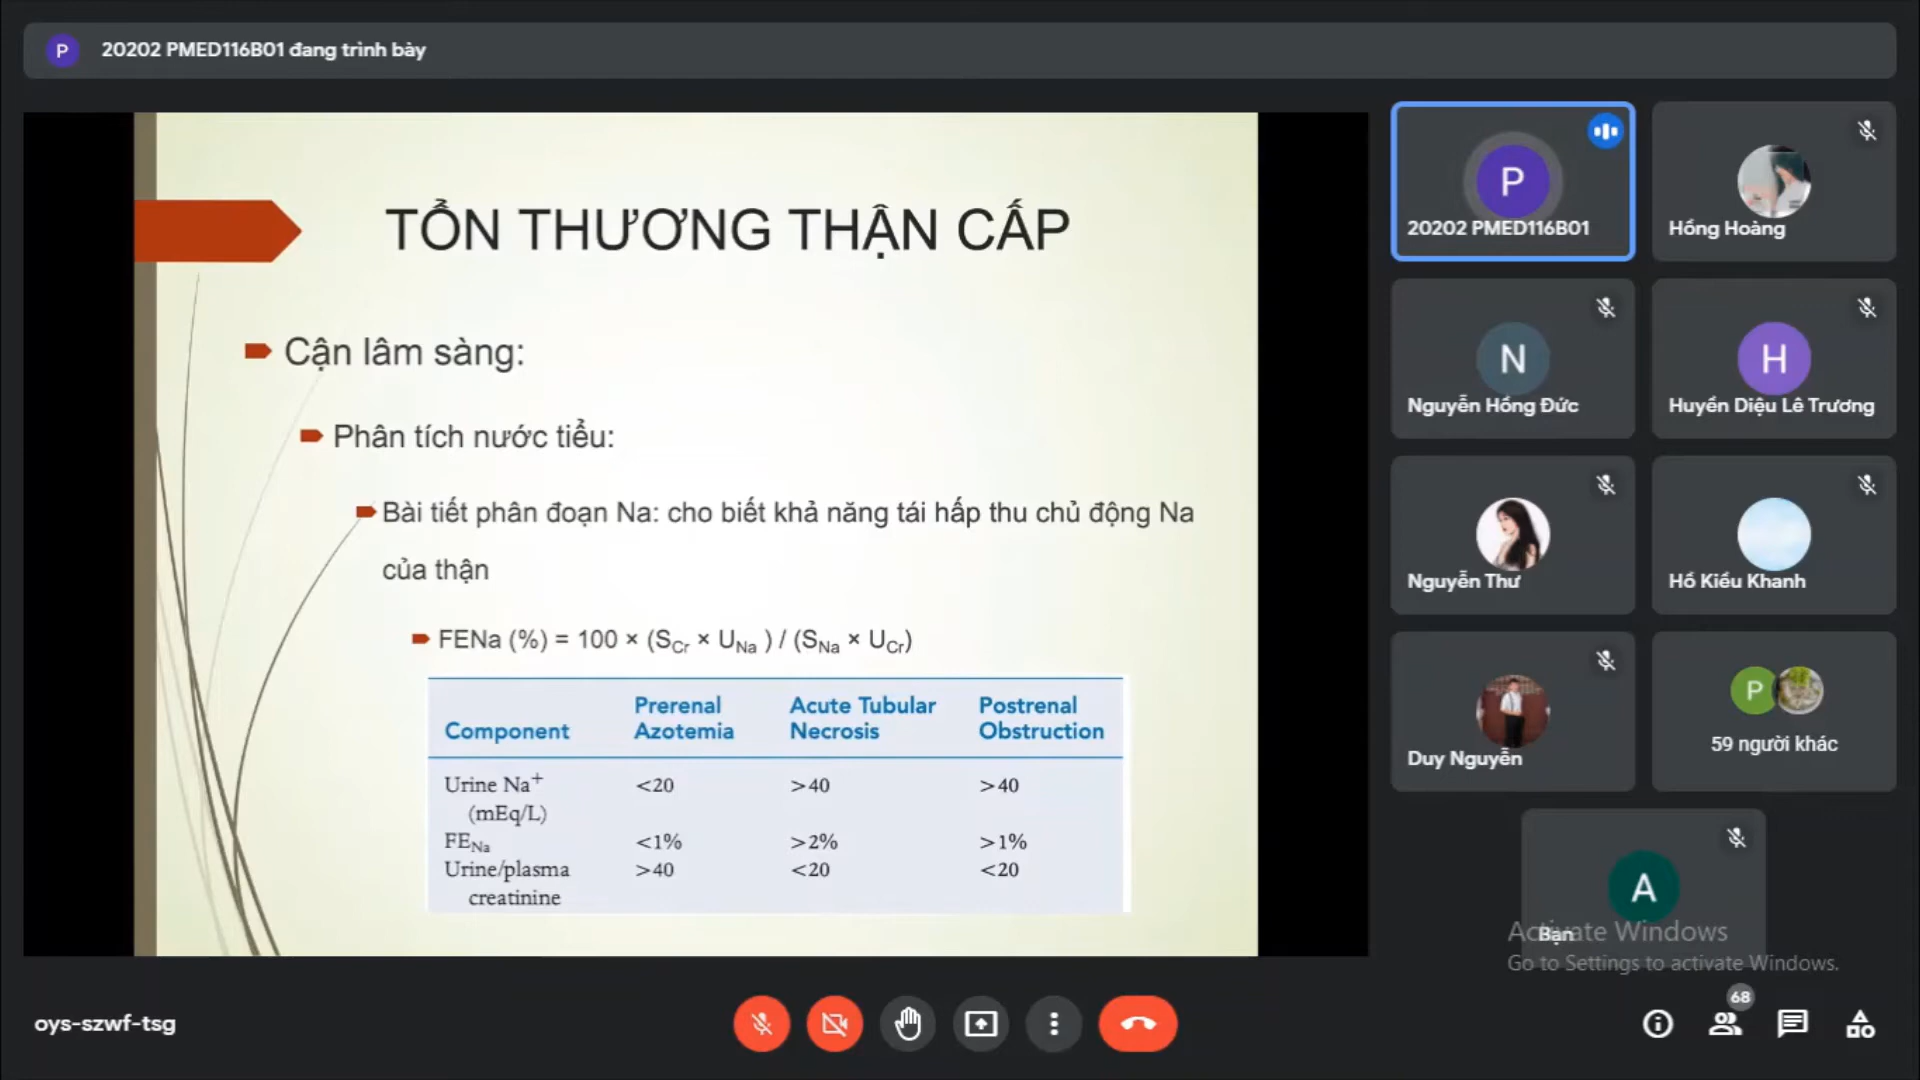 P
20202 PMED116B01 đang trình bày
TỔN THƯƠNG THẬN CẤP
Cận lâm sàng:
Phân tích nước tiểu:
Bài tiết phân đoạn Na: cho biết khả năng tái hấp thu chủ động Na
của thận
FENa (%) = 100 × (SCr × UNa ) / (SNa × UCr)
Component Prerenal Azotemia Acute Tubular Necrosis Postrenal Obstruction
Urine Na+ (mEq/L) <20 >40 >40
FENa <1% >2% >1%
Urine/plasma creatinine >40 <20 <20
P
20202 PMED116B01
Hồng Hoàng
N
Nguyễn Hồng Đức
H
Huyền Diệu Lê Trương
Nguyễn Thư
Hồ Kiều Khanh
Duy Nguyễn
P
59 người khác
A
Bạn
Activate Windows
Go to Settings to activate Windows.
oys-szwf-tsg
68